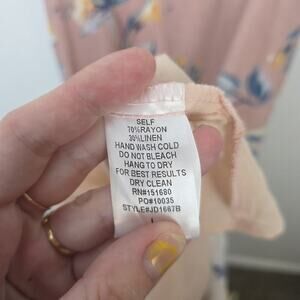 SELF
70%RAYON
30%LINEN
HAND WASH COLD
DO NOT BLEACH
HANG TO DRY
FOR BEST RESULTS
DRY CLEAN
RN#151680
PO#10035
STYLE#JD1667B
L